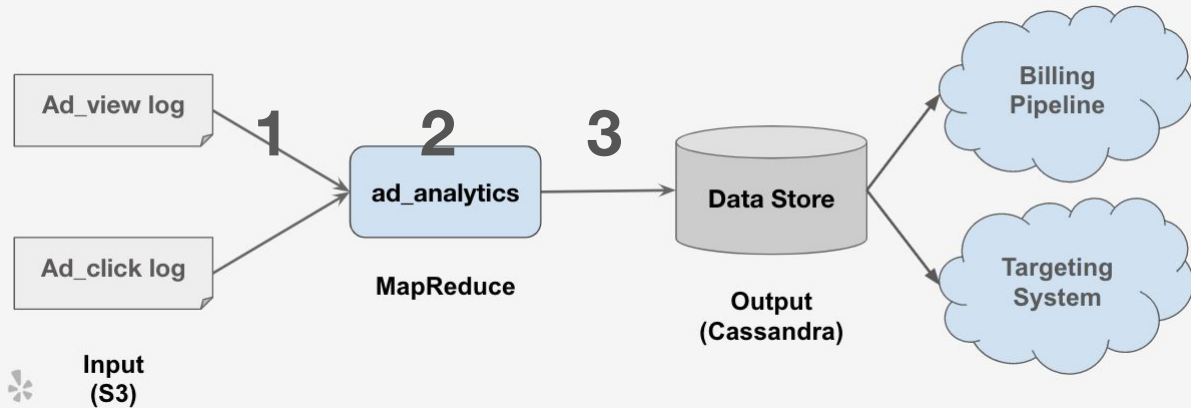 Ad_view log
Ad_click log
Input
(S3)
1
2
ad_analytics
MapReduce
3
Data Store
Output
(Cassandra)
Billing
Pipeline
Targeting
System